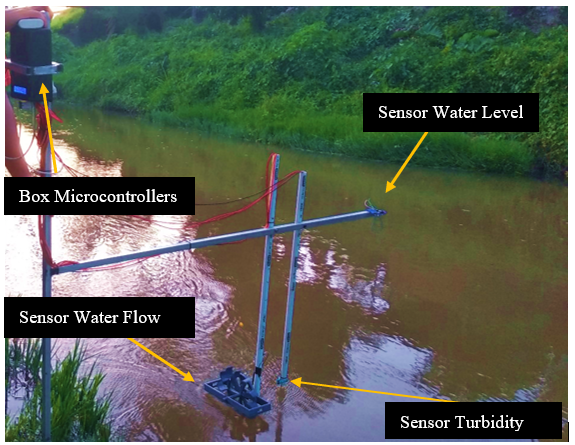 Sensor Water Level
Box Microcontrollers
Sensor Water Flow
Sensor Turbidity